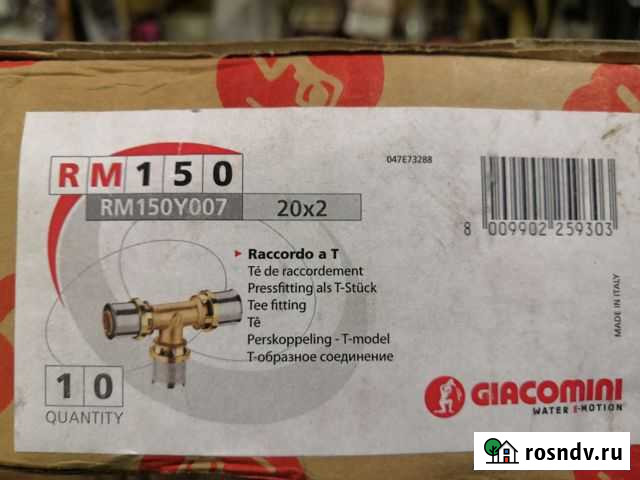 RM150
047E73288
RM150Y007 20x2
8 009902 259303
Raccordo a T
Té de raccordement
Pressfitting als T-Stück
Tee fitting
Tê
Perskoppeling - T-model
Т-образное соединение
MADE IN ITALY
10
QUANTITY
GIACOMINI
WATER E-MOTION
rosndv.ru